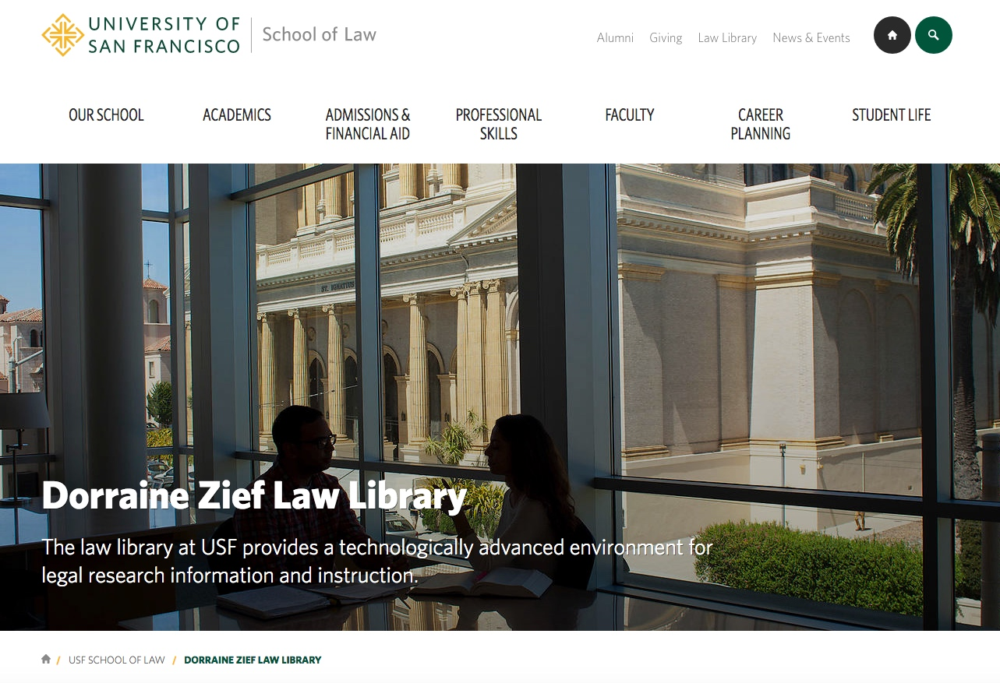 UNIVERSITY OF
SAN FRANCISCO
School of Law
Alumni
Giving
Law Library
News & Events
OUR SCHOOL
ACADEMICS
ADMISSIONS &
FINANCIAL AID
PROFESSIONAL
SKILLS
FACULTY
CAREER
PLANNING
STUDENT LIFE
ST. IGNATIUS
Dorraine Zief Law Library
The law library at USF provides a technologically advanced environment for
legal research information and instruction.
/ USF SCHOOL OF LAW / DORRAINE ZIEF LAW LIBRARY